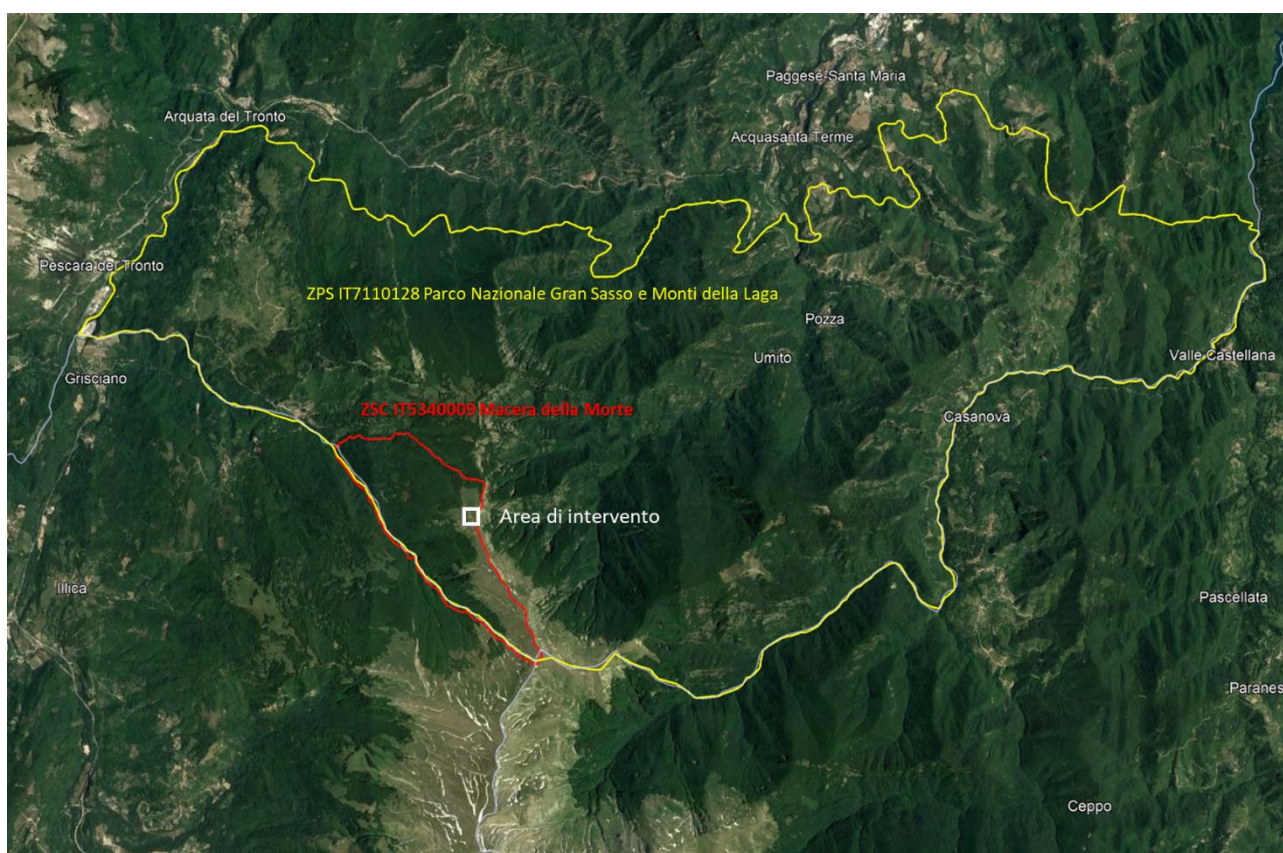 Paggese-Santa Maria
Arquata del Tronto
Acquasanta Terme
Pescara del Tronto
ZPS IT7110128 Parco Nazionale Gran Sasso e Monti della Laga
Pozza
Umito
Valle Castellana
Grisciano
ZSC IT5340009 Macera della Morte
Casanova
Area di intervento
Illica
Pascellata
Paranes
Ceppo